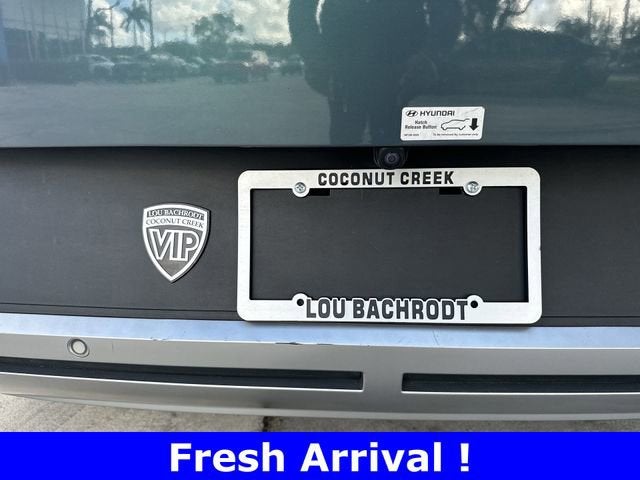 HYUNDAI
Hatch
Release Button
COCONUT CREEK
LOU BACHRODT
COCONUT CREEK
VIP
LOU BACHRODT
Fresh Arrival !